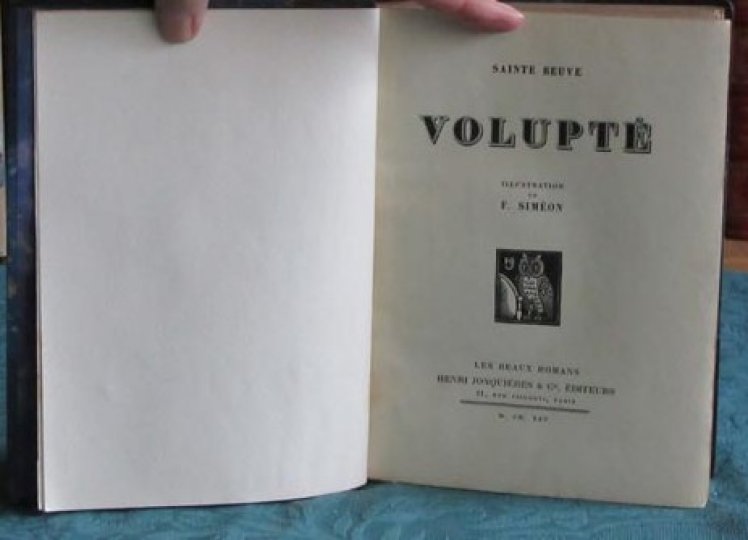 SAINTE BEUVE
VOLUPTÉ
ILLUSTRATION
DE
F. SIMÉON
LES BEAUX ROMANS
HENRI JONQUIÈRES & Cie, ÉDITEURS
21, RUE VISCONTI, PARIS
M. CM. XXV